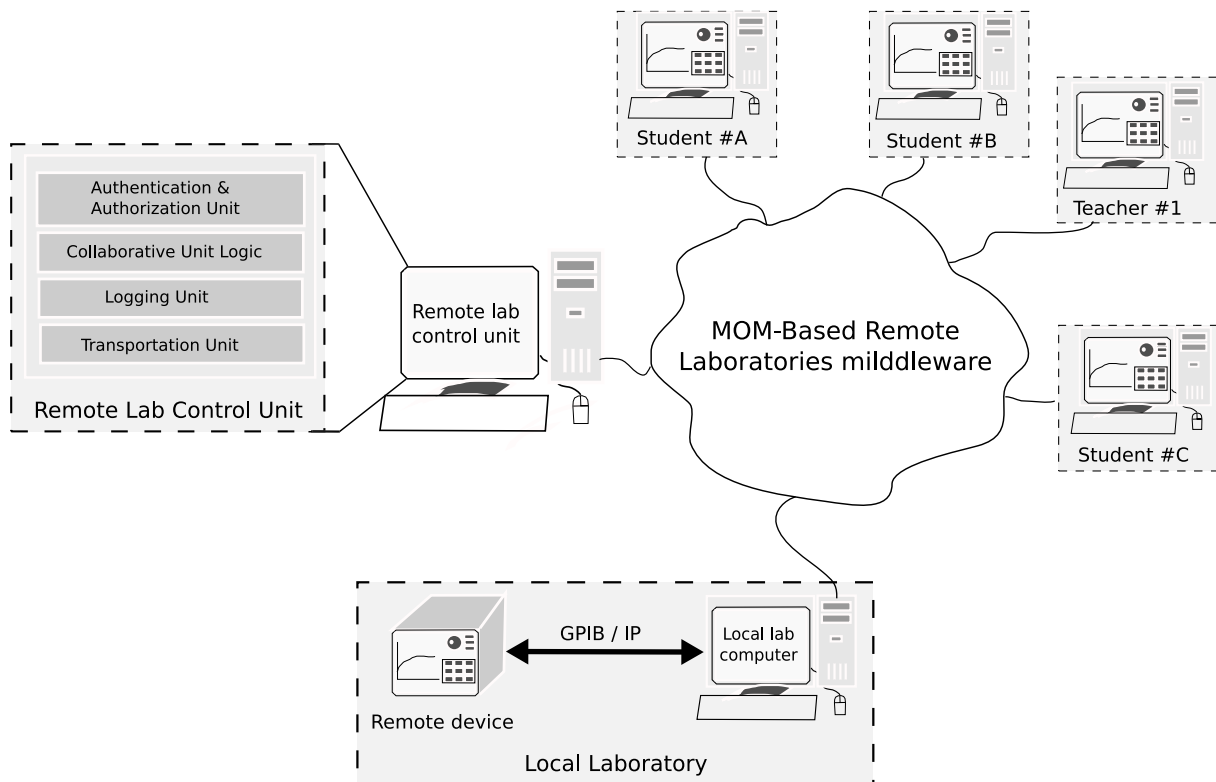 Student #A
Student #B
Teacher #1
Authentication &
Authorization Unit
Collaborative Unit Logic
Logging Unit
Transportation Unit
Remote Lab Control Unit
Remote lab
control unit
MOM-Based Remote
Laboratories milddleware
Student #C
GPIB / IP
Local lab
computer
Remote device
Local Laboratory